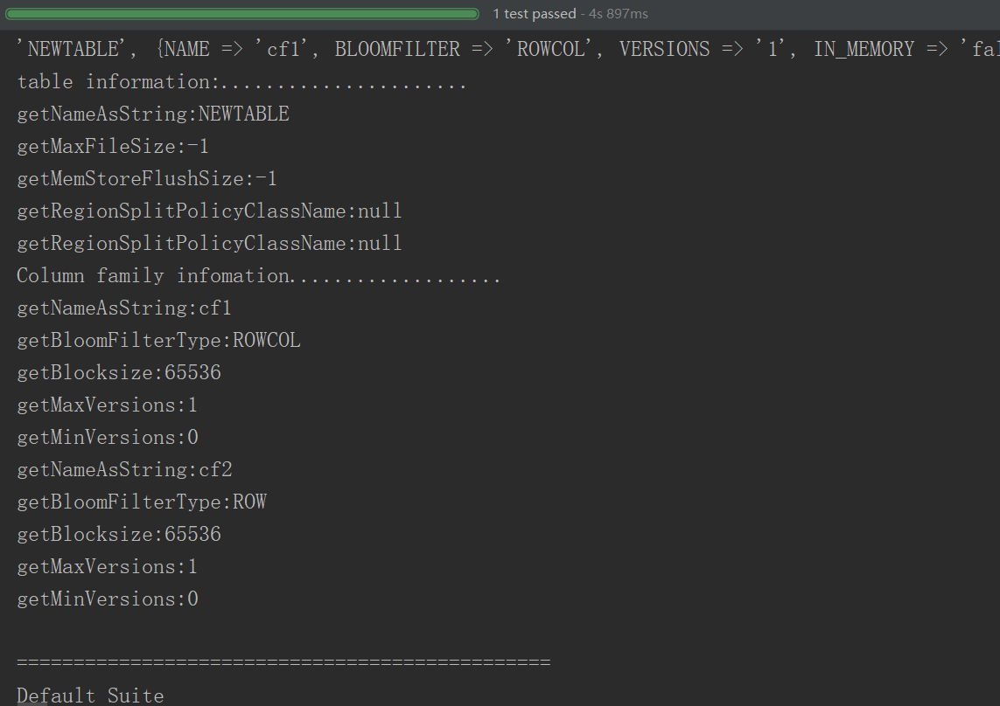 1 test passed - 4s 897ms
'NEWTABLE', {NAME => 'cf1', BLOOMFILTER => 'ROWCOL', VERSIONS => '1', IN_MEMORY => 'fal
table information:......................
getNameAsString:NEWTABLE
getMaxFileSize:-1
getMemStoreFlushSize:-1
getRegionSplitPolicyClassName:null
getRegionSplitPolicyClassName:null
Column family infomation...................
getNameAsString:cf1
getBloomFilterType:ROWCOL
getBlocksize:65536
getMaxVersions:1
getMinVersions:0
getNameAsString:cf2
getBloomFilterType:ROW
getBlocksize:65536
getMaxVersions:1
getMinVersions:0
===============================================
Default Suite